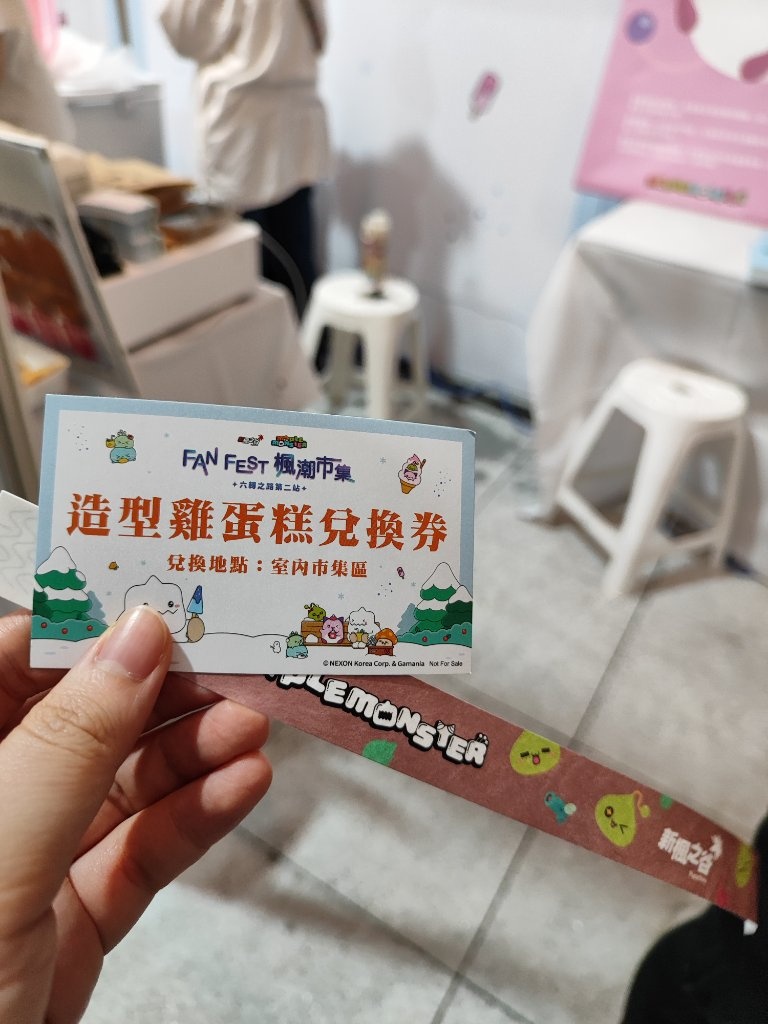 FAN FEST 楓潮市集
六轉之路第二站
造型雞蛋糕兌換券
兌換地點：室內市集區
© NEXON Korea Corp. & Gamania Not For Sale
PLEMONSTER
新楓之谷